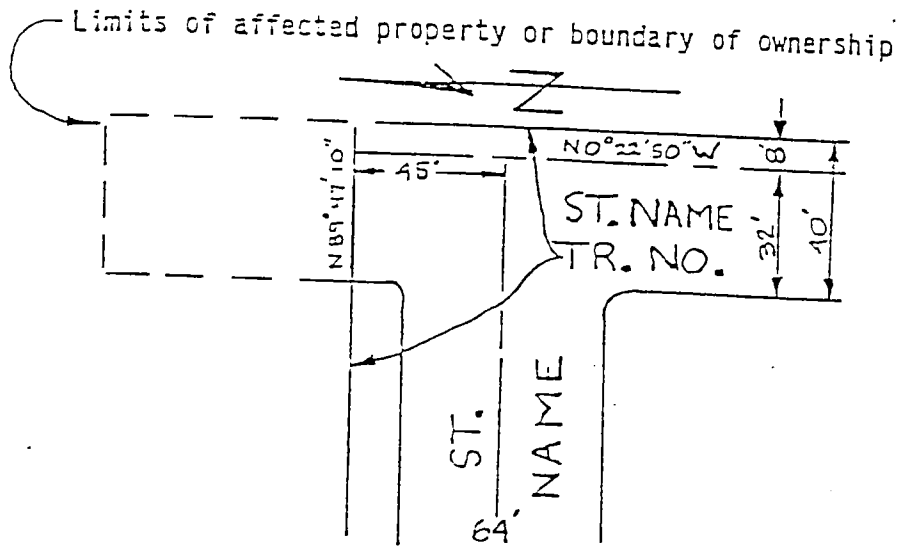 Limits of affected property or boundary of ownership
N
N0°22'50"W
8'
45'
N89°47'10"
ST. NAME
TR. NO.
32'
40'
ST.
NAME
64'